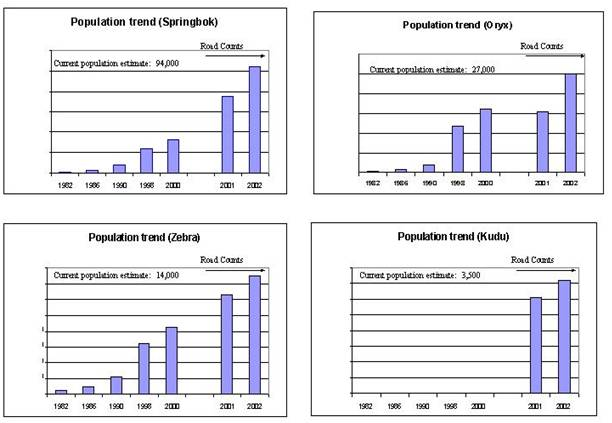 Population trend (Springbok)
Road Counts
Current population estimate: 94,000
1982 1986 1990 1998 2000 2001 2002
Population trend (Oryx)
Road Counts
Current population estimate: 27,000
1982 1986 1990 1998 2000 2001 2002
Population trend (Zebra)
Road Counts
Current population estimate: 14,000
1982 1986 1990 1998 2000 2001 2002
Population trend (Kudu)
Road Counts
Current population estimate: 3,500
1982 1986 1990 1998 2000 2001 2002